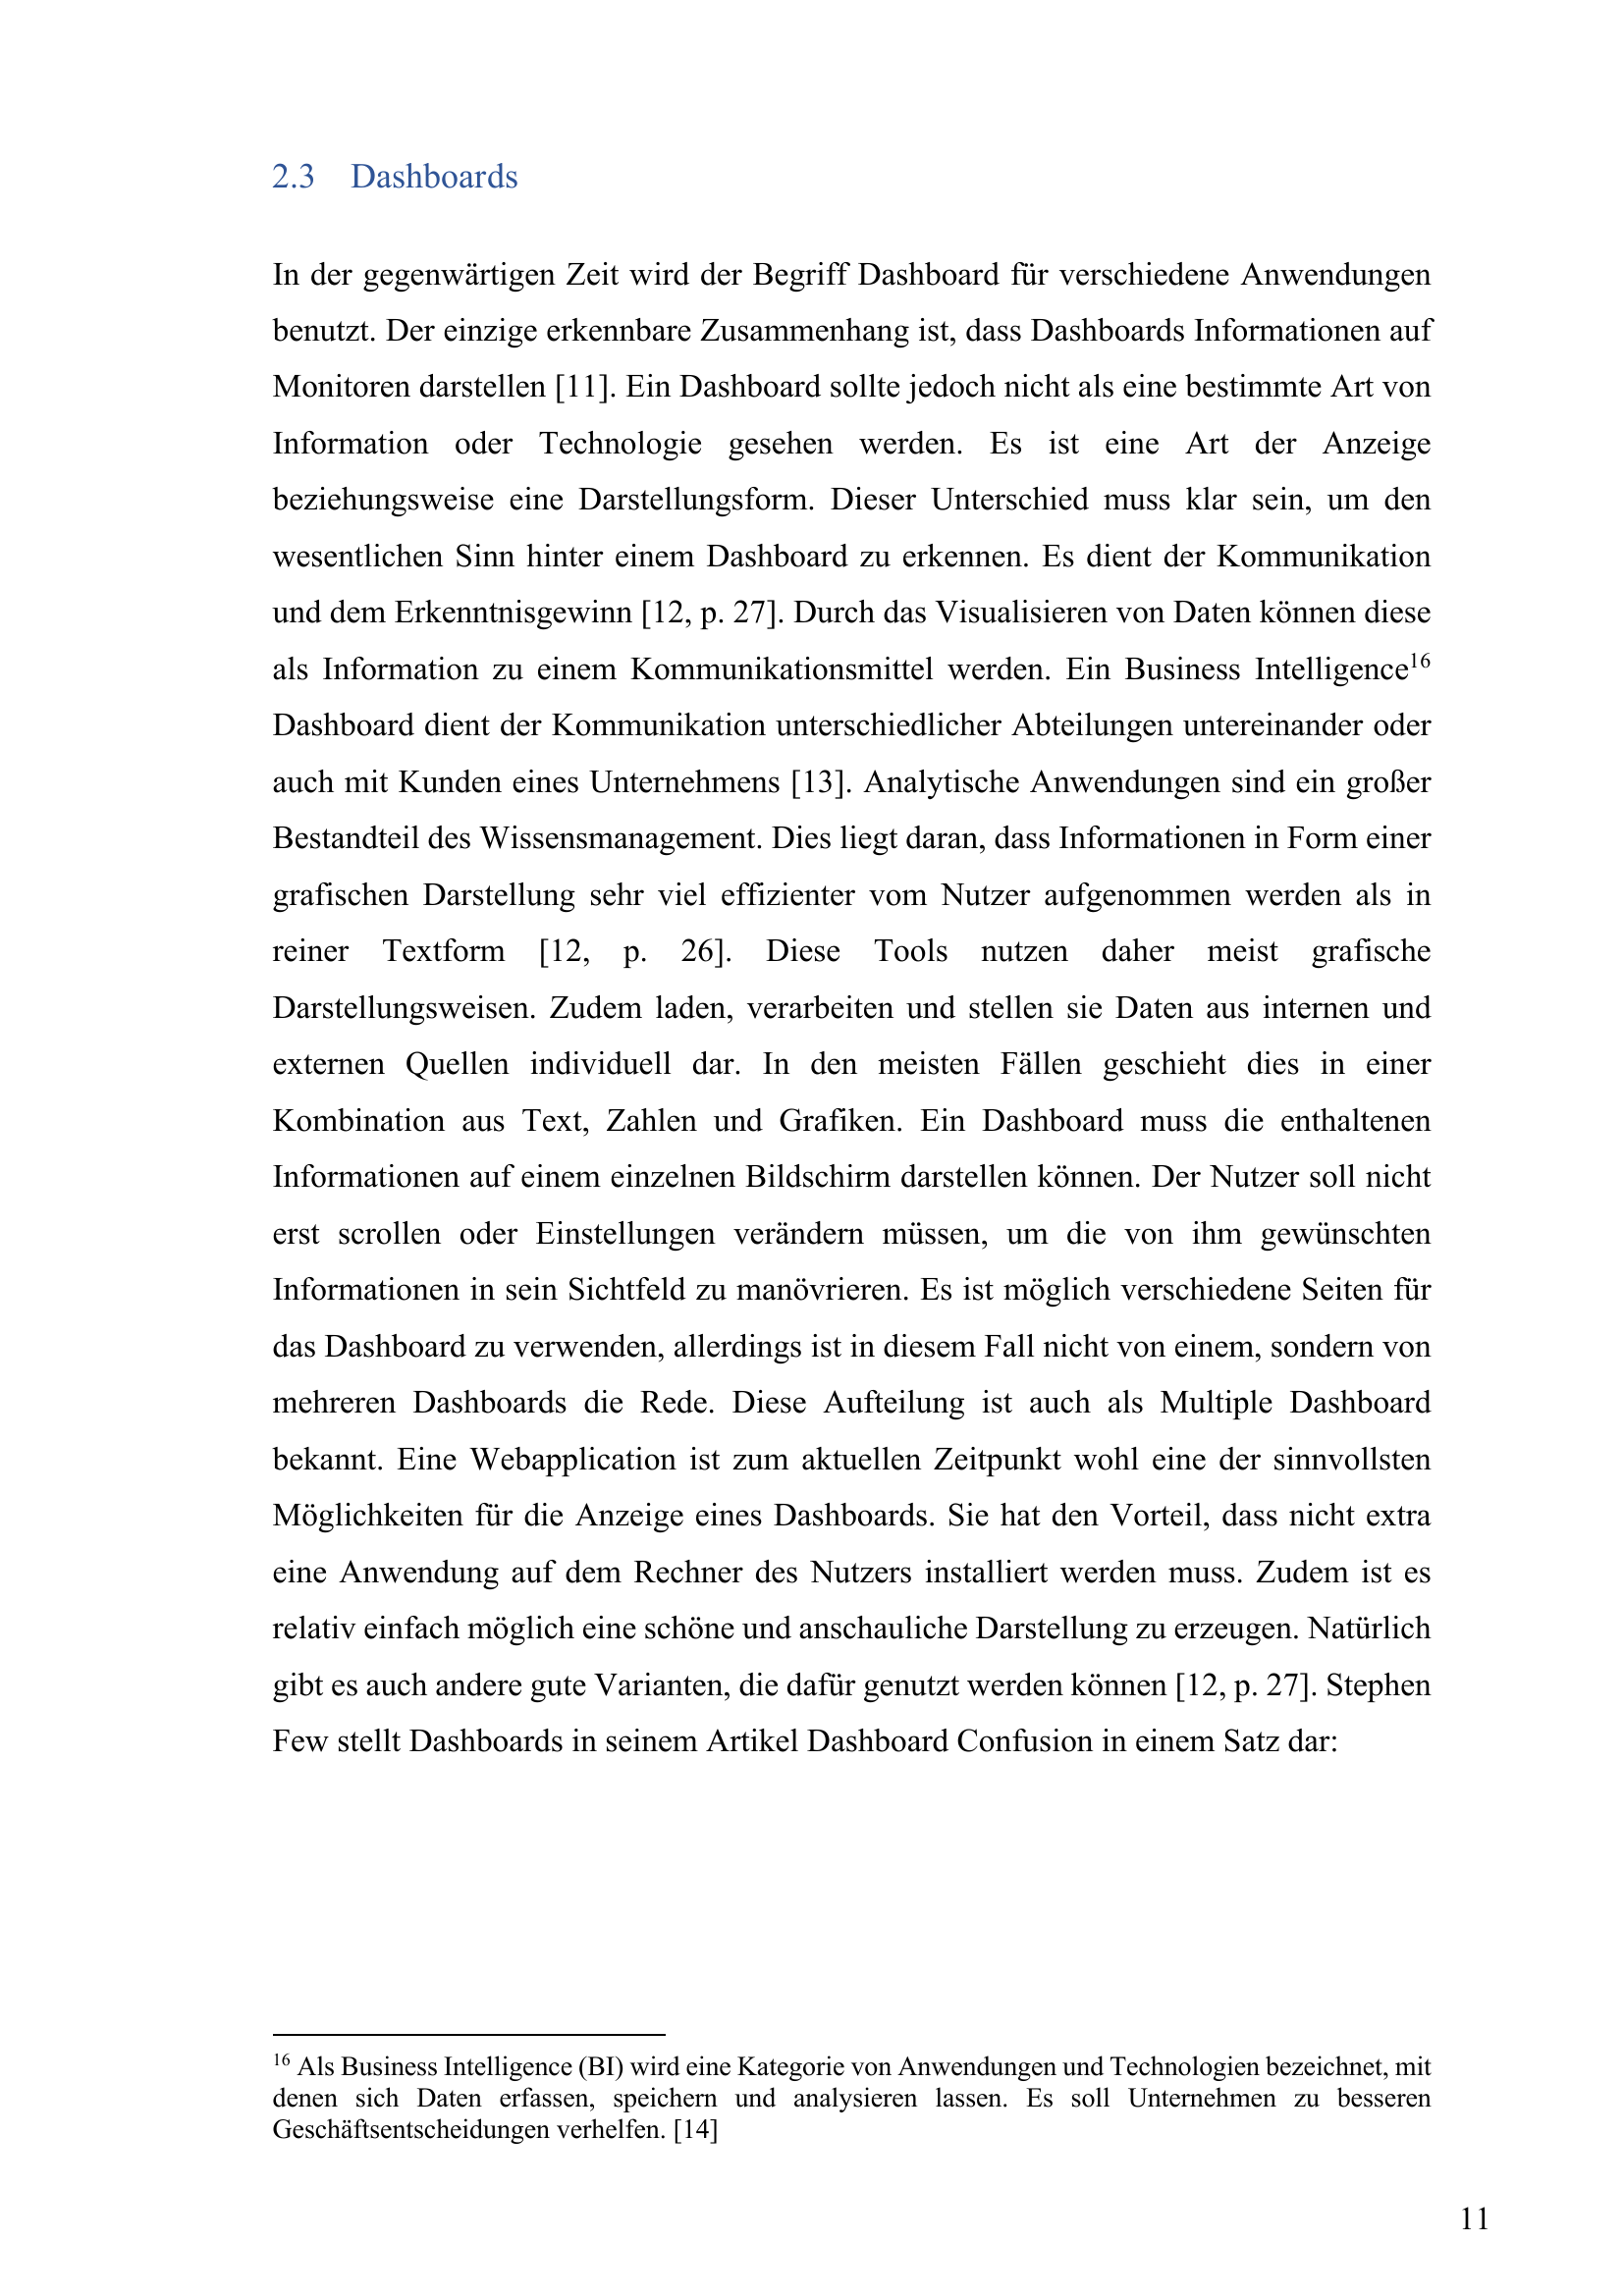 2.3 Dashboards
In der gegenwärtigen Zeit wird der Begriff Dashboard für verschiedene Anwendungen
benutzt. Der einzige erkennbare Zusammenhang ist, dass Dashboards Informationen auf
Monitoren darstellen [11]. Ein Dashboard sollte jedoch nicht als eine bestimmte Art von
Information oder Technologie gesehen werden. Es ist eine Art der Anzeige
beziehungsweise eine Darstellungsform. Dieser Unterschied muss klar sein, um den
wesentlichen Sinn hinter einem Dashboard zu erkennen. Es dient der Kommunikation
und dem Erkenntnisgewinn [12, p. 27]. Durch das Visualisieren von Daten können diese
als Information zu einem Kommunikationsmittel werden. Ein Business Intelligence¹⁶
Dashboard dient der Kommunikation unterschiedlicher Abteilungen untereinander oder
auch mit Kunden eines Unternehmens [13]. Analytische Anwendungen sind ein großer
Bestandteil des Wissensmanagement. Dies liegt daran, dass Informationen in Form einer
grafischen Darstellung sehr viel effizienter vom Nutzer aufgenommen werden als in
reiner Textform [12, p. 26]. Diese Tools nutzen daher meist grafische
Darstellungsweisen. Zudem laden, verarbeiten und stellen sie Daten aus internen und
externen Quellen individuell dar. In den meisten Fällen geschieht dies in einer
Kombination aus Text, Zahlen und Grafiken. Ein Dashboard muss die enthaltenen
Informationen auf einem einzelnen Bildschirm darstellen können. Der Nutzer soll nicht
erst scrollen oder Einstellungen verändern müssen, um die von ihm gewünschten
Informationen in sein Sichtfeld zu manövrieren. Es ist möglich verschiedene Seiten für
das Dashboard zu verwenden, allerdings ist in diesem Fall nicht von einem, sondern von
mehreren Dashboards die Rede. Diese Aufteilung ist auch als Multiple Dashboard
bekannt. Eine Webapplication ist zum aktuellen Zeitpunkt wohl eine der sinnvollsten
Möglichkeiten für die Anzeige eines Dashboards. Sie hat den Vorteil, dass nicht extra
eine Anwendung auf dem Rechner des Nutzers installiert werden muss. Zudem ist es
relativ einfach möglich eine schöne und anschauliche Darstellung zu erzeugen. Natürlich
gibt es auch andere gute Varianten, die dafür genutzt werden können [12, p. 27]. Stephen
Few stellt Dashboards in seinem Artikel Dashboard Confusion in einem Satz dar:
¹⁶ Als Business Intelligence (BI) wird eine Kategorie von Anwendungen und Technologien bezeichnet, mit
denen sich Daten erfassen, speichern und analysieren lassen. Es soll Unternehmen zu besseren
Geschäftsentscheidungen verhelfen. [14]
11